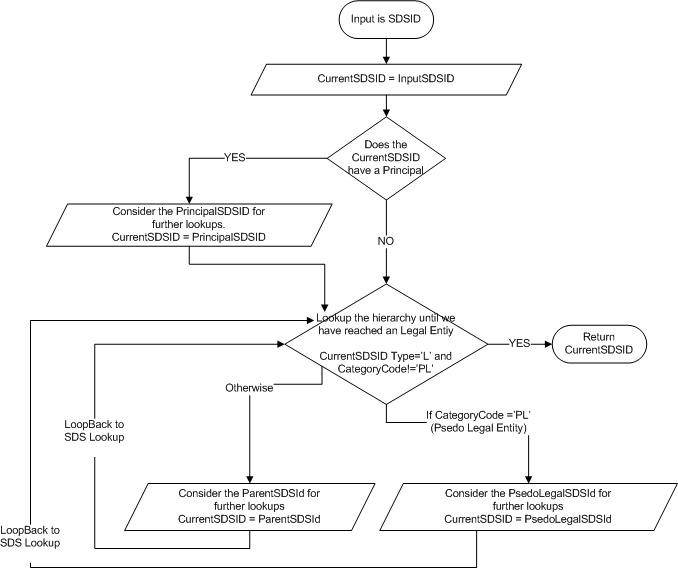 Input is SDSID
CurrentSDSID = InputSDSID
Does the
CurrentSDSID
have a Principal
YES
Consider the PrincipalSDSID for
further lookups.
CurrentSDSID = PrincipalSDSID
NO
Lookup the hierarchy until we
have reached an Legal Entiy
CurrentSDSID Type='L' and
CategoryCode!='PL'
YES
Return
CurrentSDSID
Otherwise
If CategoryCode ='PL'
(Psedo Legal Entity)
LoopBack to
SDS Lookup
Consider the ParentSDSId for
further lookups
CurrentSDSID = ParentSDSId
Consider the PsedoLegalSDSId for
further lookups
CurrentSDSID = PsedoLegalSDSId
LoopBack to
SDS Lookup